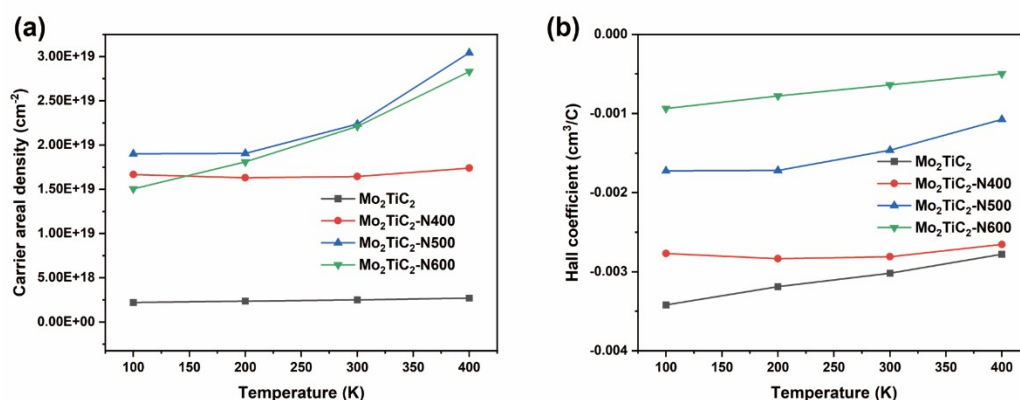 (a)
Carrier areal density (cm⁻²)
3.00E+19
2.50E+19
2.00E+19
1.50E+19
1.00E+19
5.00E+18
0.00E+00
Mo₂TiC₂
Mo₂TiC₂-N400
Mo₂TiC₂-N500
Mo₂TiC₂-N600
100 150 200 250 300 350 400
Temperature (K)
(b)
Hall coefficient (cm³/C)
0.000
-0.001
-0.002
-0.003
-0.004
Mo₂TiC₂
Mo₂TiC₂-N400
Mo₂TiC₂-N500
Mo₂TiC₂-N600
100 150 200 250 300 350 400
Temperature (K)